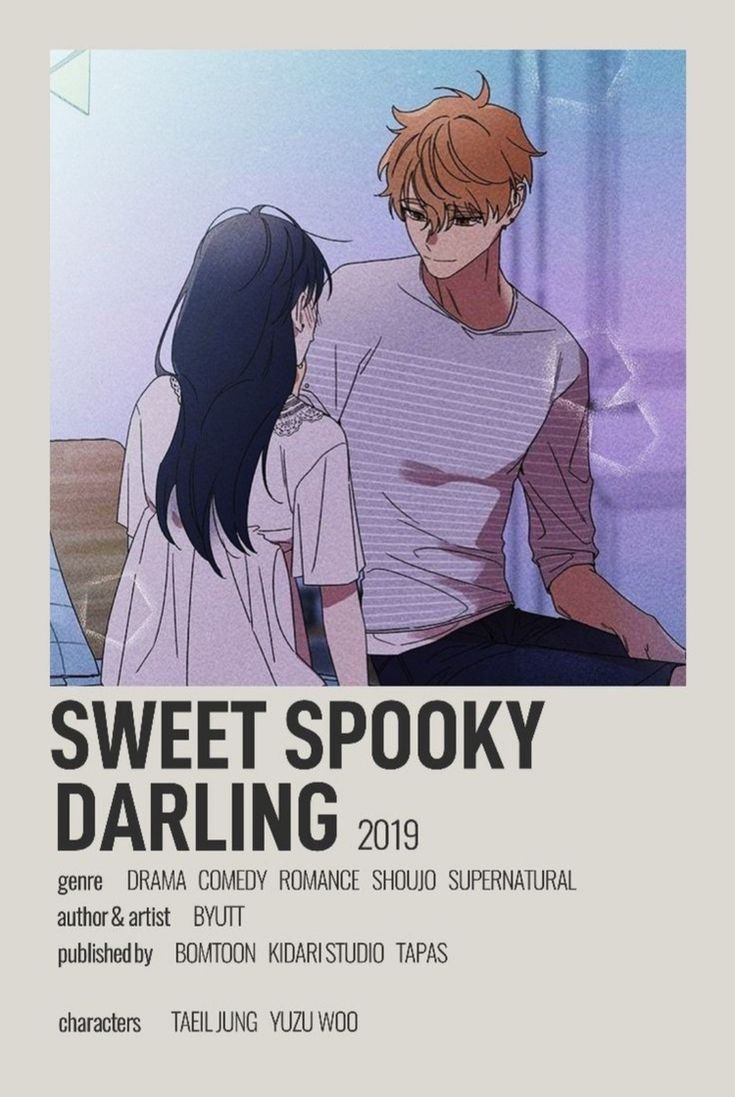 SWEET SPOOKY
DARLING 2019
genre DRAMA COMEDY ROMANCE SHOUJO SUPERNATURAL
author & artist BYUTT
published by BOMTOON KIDARI STUDIO TAPAS
characters TAEIL JUNG YUZU WOO